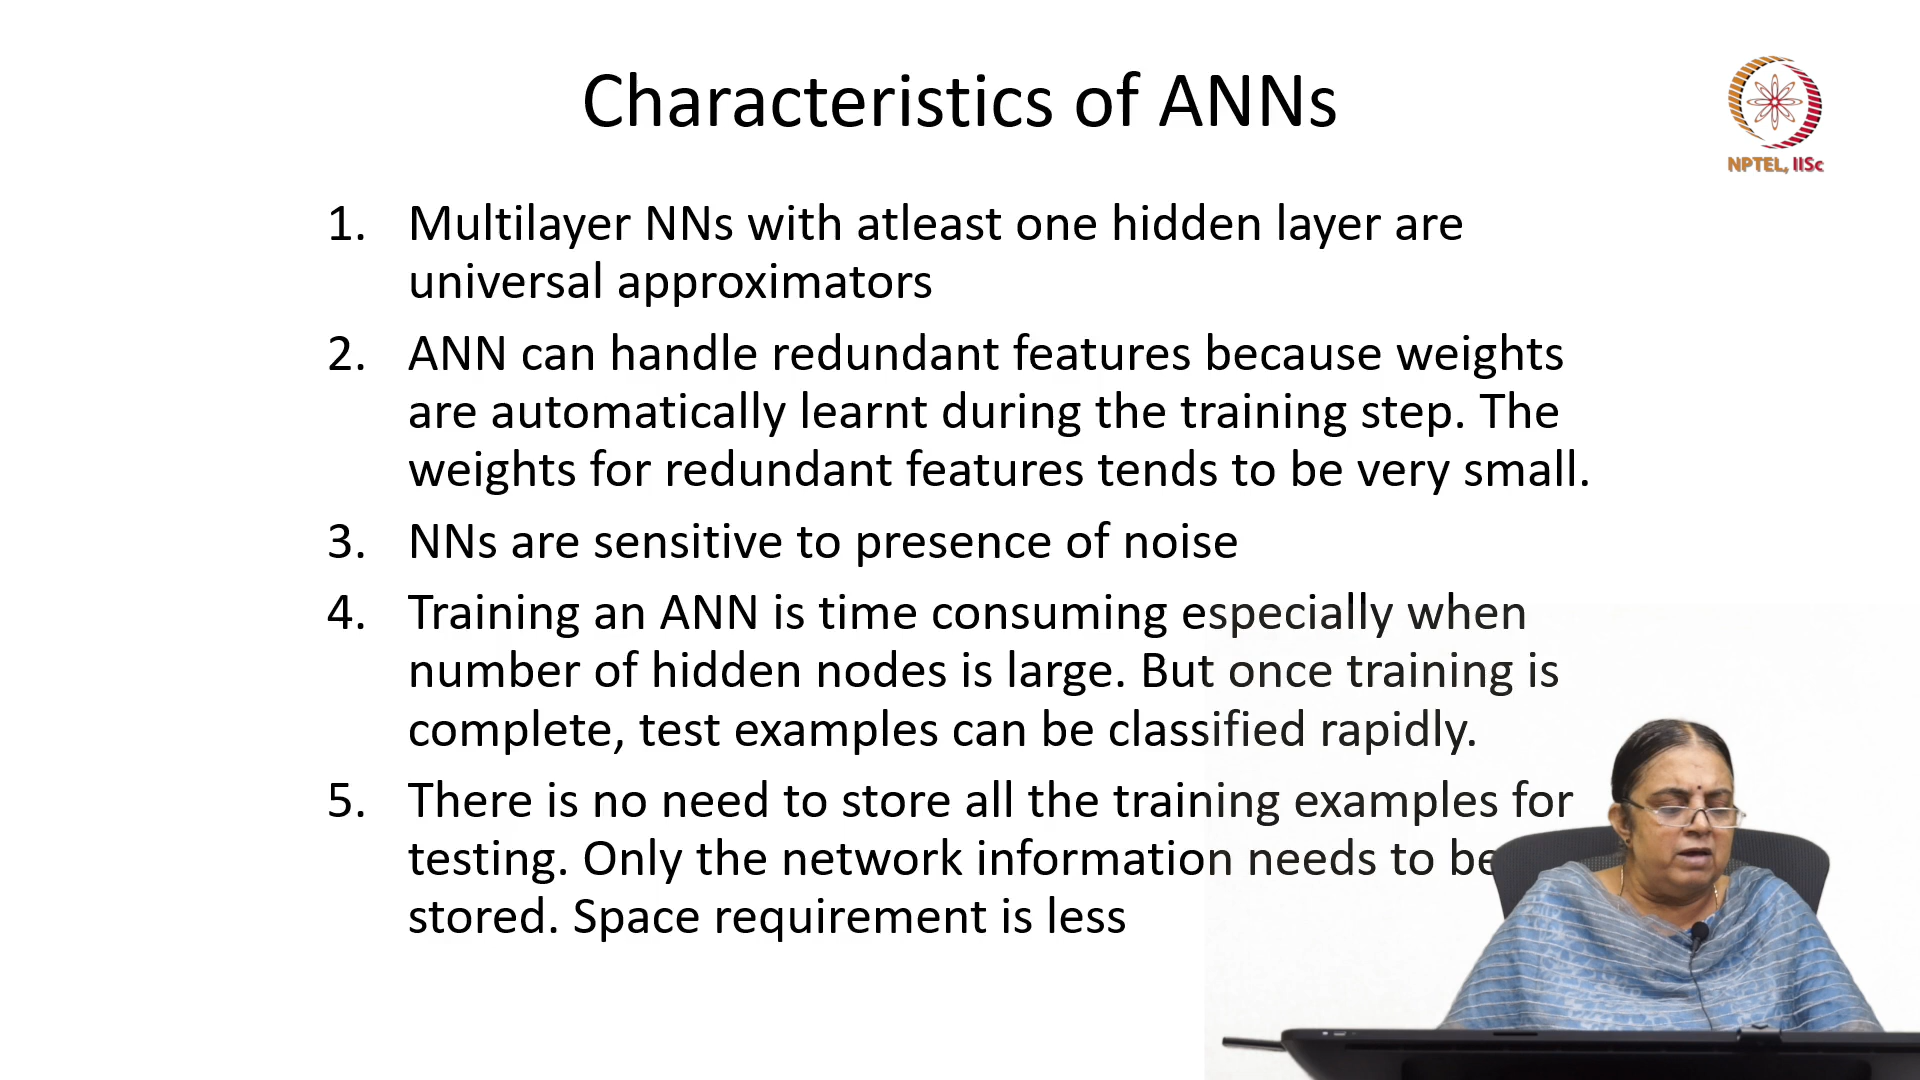 Characteristics of ANNs
NPTEL, IISc
1. Multilayer NNs with atleast one hidden layer are
universal approximators
2. ANN can handle redundant features because weights
are automatically learnt during the training step. The
weights for redundant features tends to be very small.
3. NNs are sensitive to presence of noise
4. Training an ANN is time consuming especially when
number of hidden nodes is large. But once training is
complete, test examples can be classified rapidly.
5. There is no need to store all the training examples for
testing. Only the network information needs to be
stored. Space requirement is less